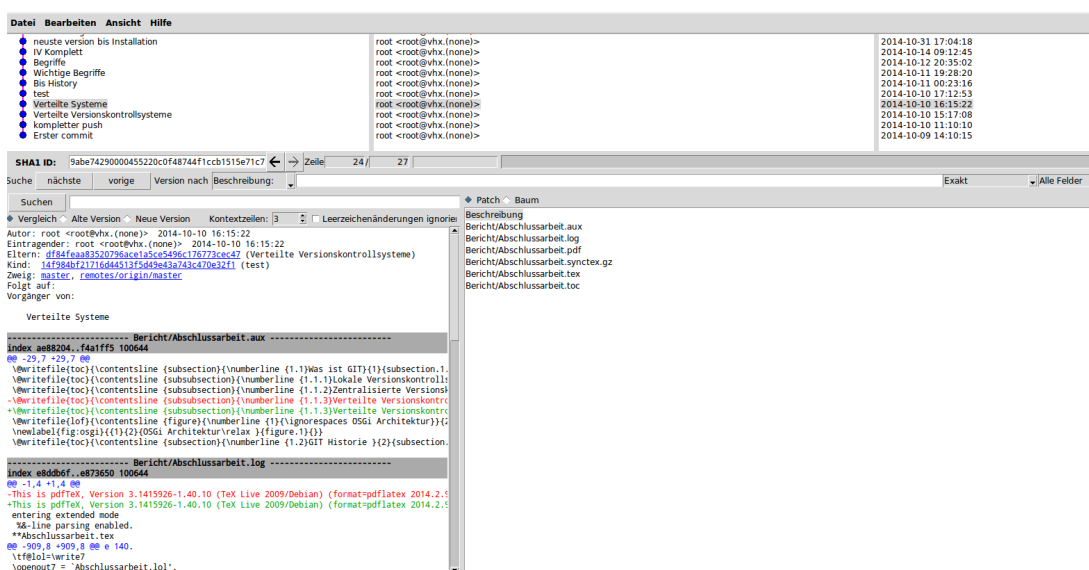 Datei Bearbeiten Ansicht Hilfe
neuste version bis Installation root <root@vhx.(none)> 2014-10-31 17:04:18
IV Komplett root <root@vhx.(none)> 2014-10-14 09:12:45
Begriffe root <root@vhx.(none)> 2014-10-12 20:35:02
Wichtige Begriffe root <root@vhx.(none)> 2014-10-11 19:28:20
Bis History root <root@vhx.(none)> 2014-10-11 00:23:16
test root <root@vhx.(none)> 2014-10-10 17:12:53
Verteilte Systeme root <root@vhx.(none)> 2014-10-10 16:15:22
Verteilte Versionskontrollsysteme root <root@vhx.(none)> 2014-10-10 15:17:08
kompletter push root <root@vhx.(none)> 2014-10-10 11:10:10
Erster commit root <root@vhx.(none)> 2014-10-09 14:10:15
SHA1 ID: 9abe74290000455220c0f48744f1ccb1515e71c7 ← → Zeile 24 / 27
Suche nächste vorige Version nach Beschreibung: Exakt Alle Felder
Suchen
Vergleich Alte Version Neue Version Kontextzeilen: 3 Leerzeichenänderungen ignorie
Patch Baum
Autor: root <root@vhx.(none)> 2014-10-10 16:15:22
Eintragender: root <root@vhx.(none)> 2014-10-10 16:15:22
Eltern: df84feaa83520796ace1a5ce5496c176773cec47 (Verteilte Versionskontrollsysteme)
Kind: 14f984bf21716d44513f5d49e43a743c470e32f1 (test)
Zweig: master, remotes/origin/master
Folgt auf:
Vorgänger von:
Verteilte Systeme
------------------------ Bericht/Abschlussarbeit.aux ------------------------
index ae88204..f4a1ff5 100644
@@ -29,7 +29,7 @@
\@writefile{toc}{\contentsline {subsection}{\numberline {1.1}Was ist GIT}{1}{subsection.1.
\@writefile{toc}{\contentsline {subsubsection}{\numberline {1.1.1}Lokale Versionskontrolls
\@writefile{toc}{\contentsline {subsubsection}{\numberline {1.1.2}Zentralisierte Versionsk
-\@writefile{toc}{\contentsline {subsubsection}{\numberline {1.1.3}Verteilte Versionskontro
+\@writefile{toc}{\contentsline {subsubsection}{\numberline {1.1.3}Verteilte Versionskontro
\@writefile{lof}{\contentsline {figure}{\numberline {1}{\ignorespaces OSGi Architektur}}{2
\newlabel{fig:osgi}{{1}{2}{OSGi Architektur\relax }{figure.1}{}}
\@writefile{toc}{\contentsline {subsection}{\numberline {1.2}GIT Historie }{2}{subsection.
------------------------ Bericht/Abschlussarbeit.log ------------------------
index e8ddb6f..e873650 100644
@@ -1,4 +1,4 @@
-This is pdfTeX, Version 3.1415926-1.40.10 (TeX Live 2009/Debian) (format=pdflatex 2014.2.9
+This is pdfTeX, Version 3.1415926-1.40.10 (TeX Live 2009/Debian) (format=pdflatex 2014.2.9
entering extended mode
%&-line parsing enabled.
**Abschlussarbeit.tex
@@ -909,8 +909,8 @@ e 140.
\tf@lol=\write7
\openout7 = `Abschlussarbeit.lol'.
Beschreibung
Bericht/Abschlussarbeit.aux
Bericht/Abschlussarbeit.log
Bericht/Abschlussarbeit.pdf
Bericht/Abschlussarbeit.synctex.gz
Bericht/Abschlussarbeit.tex
Bericht/Abschlussarbeit.toc